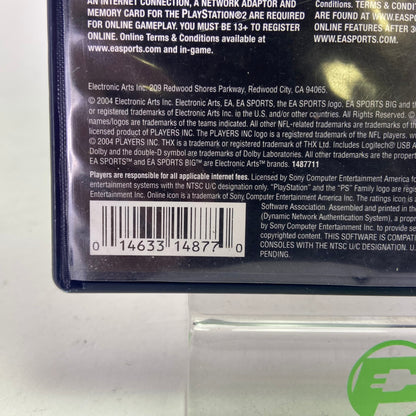 AN INTERNET CONNECTION, A NETWORK ADAPTOR AND
MEMORY CARD FOR THE PLAYSTATION®2 ARE REQUIRED
FOR ONLINE GAMEPLAY. YOU MUST BE 13+ TO REGISTER
ONLINE. Online Terms & Conditions available at
www.easports.com and in-game.
Conditions. TERMS &
ARE FOUND AT WWW.EASPOR
ONLINE FEATURES AFTER 3
WWW.EASPORTS.COM.
Electronic Arts Inc. 209 Redwood Shores Parkway, Redwood City, CA 94065.
© 2004 Electronic Arts Inc. Electronic Arts, EA, EA SPORTS, the EA SPORTS logo, EA SPORTS BIG and
or registered trademarks of Electronic Arts Inc. in the U.S. and/or other countries. All Rights Reserved. ©
names/logos are trademarks of the teams indicated. All other NFL-related trademarks are trademarks of th
licensed product of PLAYERS INC. The PLAYERS INC logo is a registered trademark of the NFL players. ww
© 2004 PLAYERS INC. THX is a trademark or registered trademark of THX Ltd. Includes Logitech® USB A
Dolby and the double-D symbol are trademarks of Dolby Laboratories. All other trademarks are the property
EA SPORTS™ and EA SPORTS BIG™ are Electronic Arts™ brands. 1487711
Players are responsible for all applicable internet fees. Licensed by Sony Computer Entertainment America fo
entertainment systems with the NTSC U/C designation only. "PlayStation" and the "PS" Family logo are regist
Entertainment Inc. Online icon is a trademark of Sony Computer Entertainment America Inc. The ratings icon is a
Software Association. Assembled and printed in the
(Dynamic Network Authentication System), a propr
by Sony Computer Entertainment Inc. to provide se
copyright protection. THIS SOFTWARE IS COMPATI
CONSOLES WITH THE NTSC U/C DESIGNATION. U.
PENDING.
0 14633 14877 0